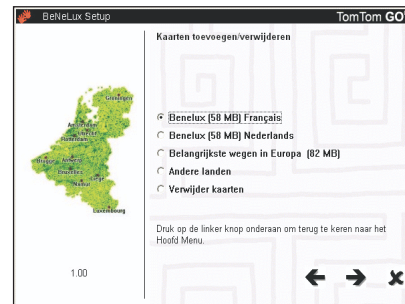 BeNeLux Setup
TomTom GO
Kaarten toevoegen/verwijderen
Benelux (58 MB) Français
Benelux (58 MB) Nederlands
Belangrijkste wegen in Europa (82 MB)
Andere landen
Verwijder kaarten
Druk op de linker knop onderaan om terug te keren naar het
Hoofd Menu.
Groningen
Amsterdam
Utrecht
Rotterdam
Brugge
Antwerp
Bruxelles
Liege
Namur
Luxembourg
1.00